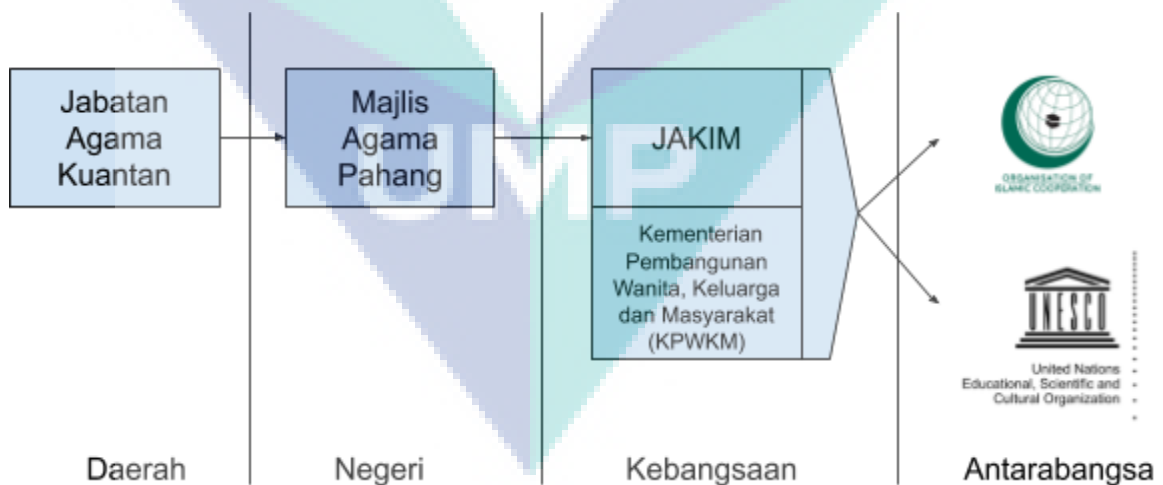 Jabatan
Agama
Kuantan
Majlis
Agama
Pahang
JAKIM
Kementerian
Pembangunan
Wanita, Keluarga
dan Masyarakat
(KPWKM)
UMP
ORGANISATION OF
ISLAMIC COOPERATION
UNESCO
United Nations
Educational, Scientific and
Cultural Organization
Daerah
Negeri
Kebangsaan
Antarabangsa